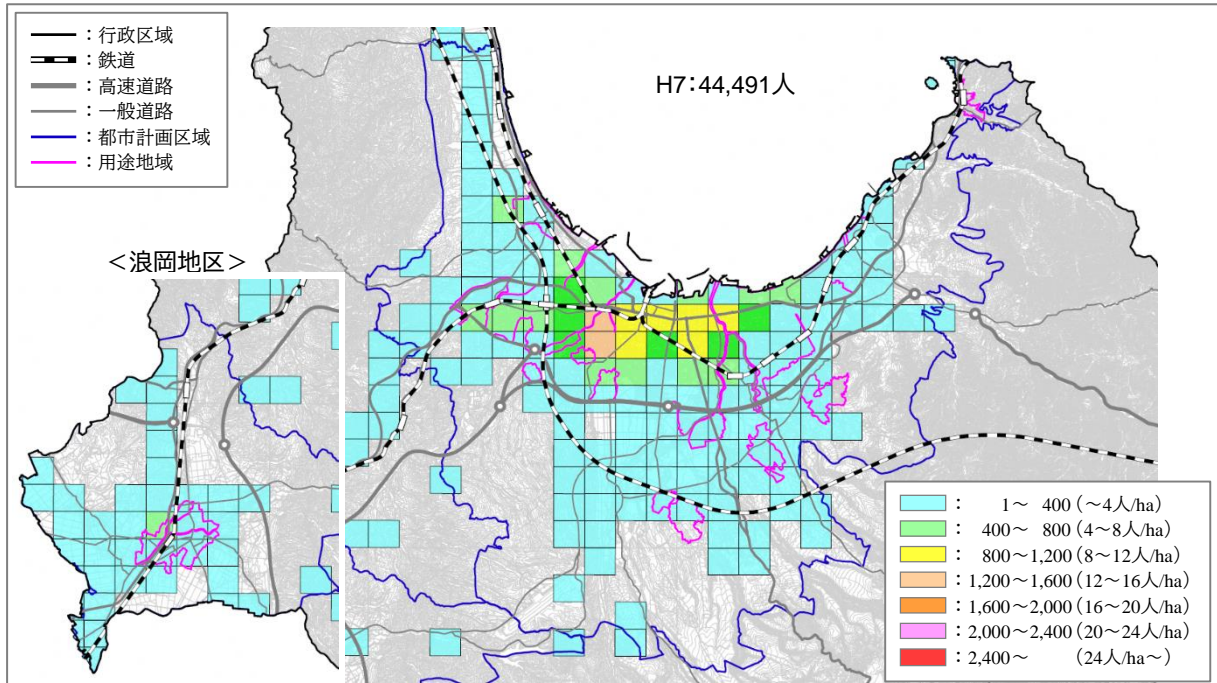 ：行政区域
：鉄道
：高速道路
：一般道路
：都市計画区域
：用途地域
H7：44,491人
＜浪岡地区＞
： 1～ 400（～4人/ha）
： 400～ 800（4～8人/ha）
： 800～1,200（8～12人/ha）
：1,200～1,600（12～16人/ha）
：1,600～2,000（16～20人/ha）
：2,000～2,400（20～24人/ha）
：2,400～ （24人/ha～）